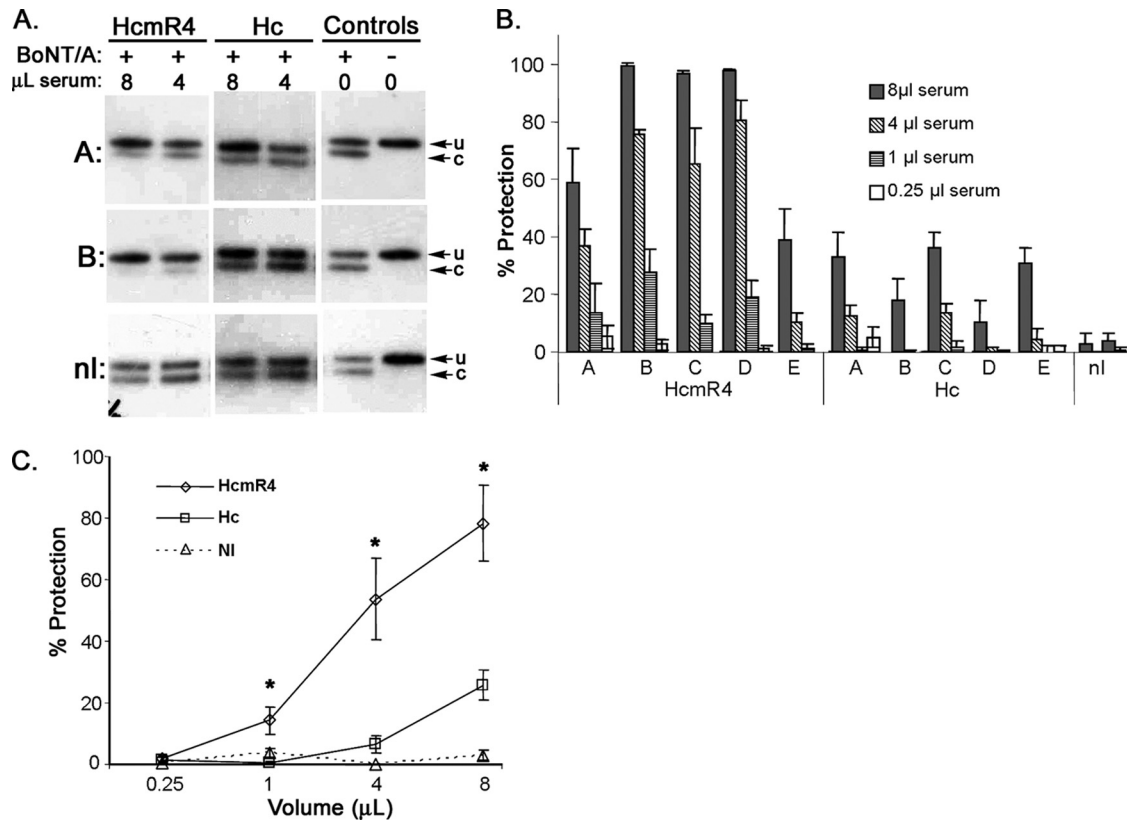 A.
HcmR4 Hc Controls
BoNT/A: + + + + + -
µL serum: 8 4 8 4 0 0
A: u
c
B: u
c
nI: u
c
B.
% Protection
100
80
60
40
20
0
8µl serum
4 µl serum
1 µl serum
0.25 µl serum
A B C D E A B C D E nI
HcmR4 Hc
C.
% Protection
100
80
60
40
20
0
HcmR4
Hc
NI
* * *
0.25 1 4 8
Volume (µL)